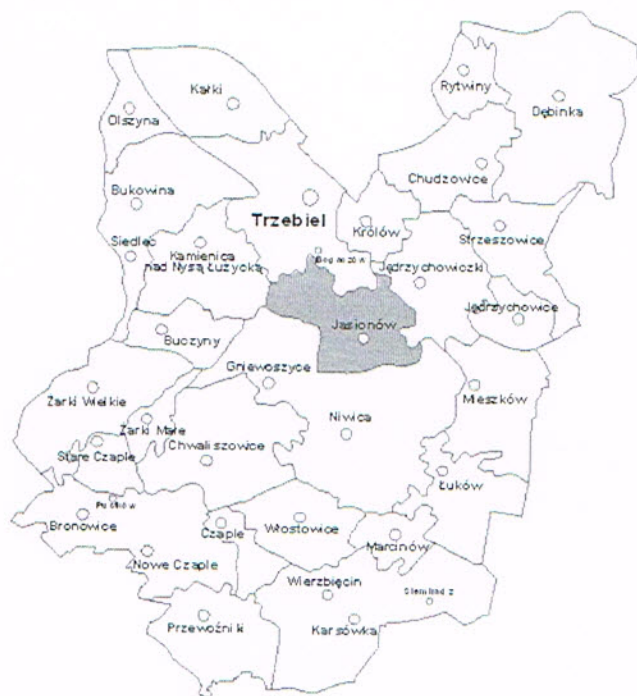 Kałki
Rytwiny
Dębinka
Olszyna
Chudzowice
Bukowina
Trzebiel
Królów
Strzeszowice
Siedlec
Kamienica
nad Nysą Łużycką
Jędrzychowiczki
Jędrzychowice
Jasionów
Buczyny
Gniewoszyce
Żarki Wielkie
Mieszków
Żarki Małe
Niwica
Stare Czaple
Chwaliszowice
Łuków
Bronowice
Czaple
Włostowice
Marcinów
Nowe Czaple
Wierzbięcin
Przewoźniki
Karsówka